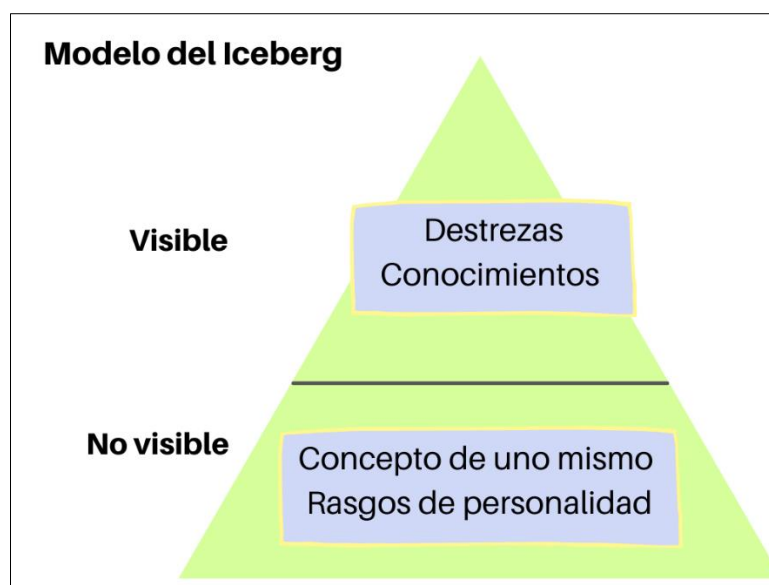 Modelo del Iceberg
Visible
Destrezas
Conocimientos
No visible
Concepto de uno mismo
Rasgos de personalidad